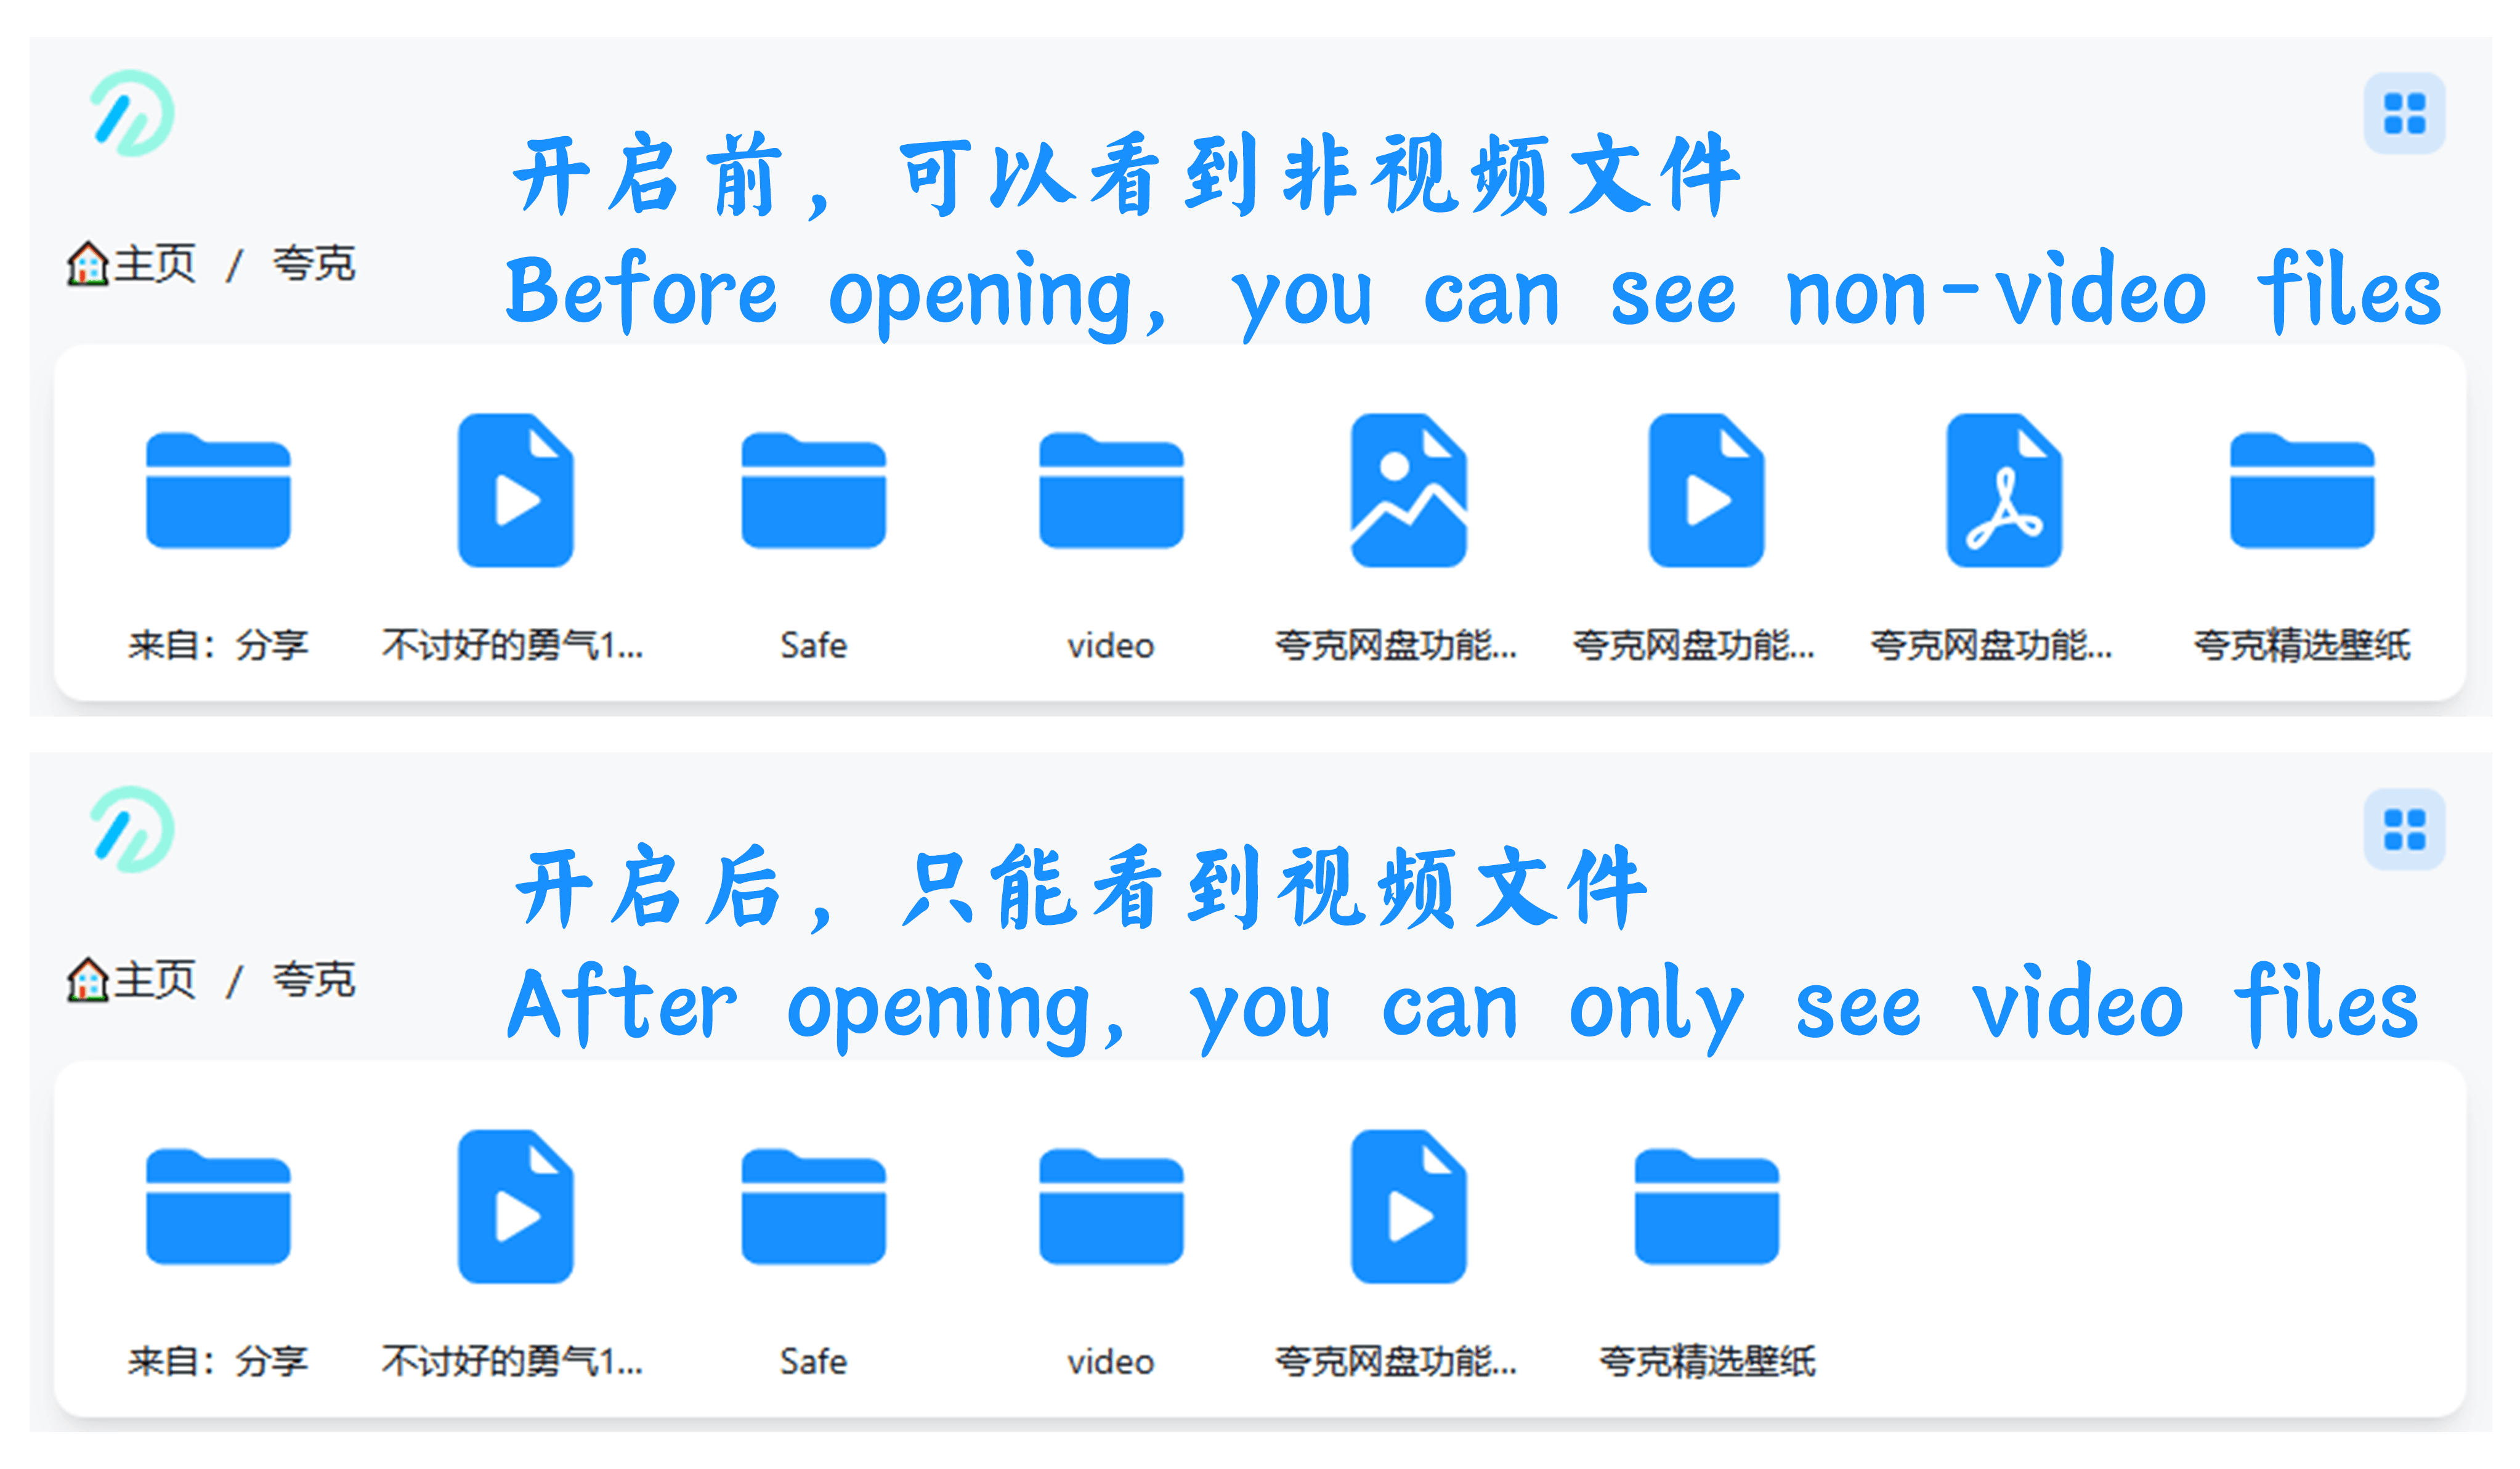 开启前，可以看到非视频文件
Before opening, you can see non-video files
主页 / 夸克
来自：分享 不讨好的勇气1... Safe video 夸克网盘功能... 夸克网盘功能... 夸克网盘功能... 夸克精选壁纸
开启后，只能看到视频文件
After opening, you can only see video files
主页 / 夸克
来自：分享 不讨好的勇气1... Safe video 夸克网盘功能... 夸克精选壁纸